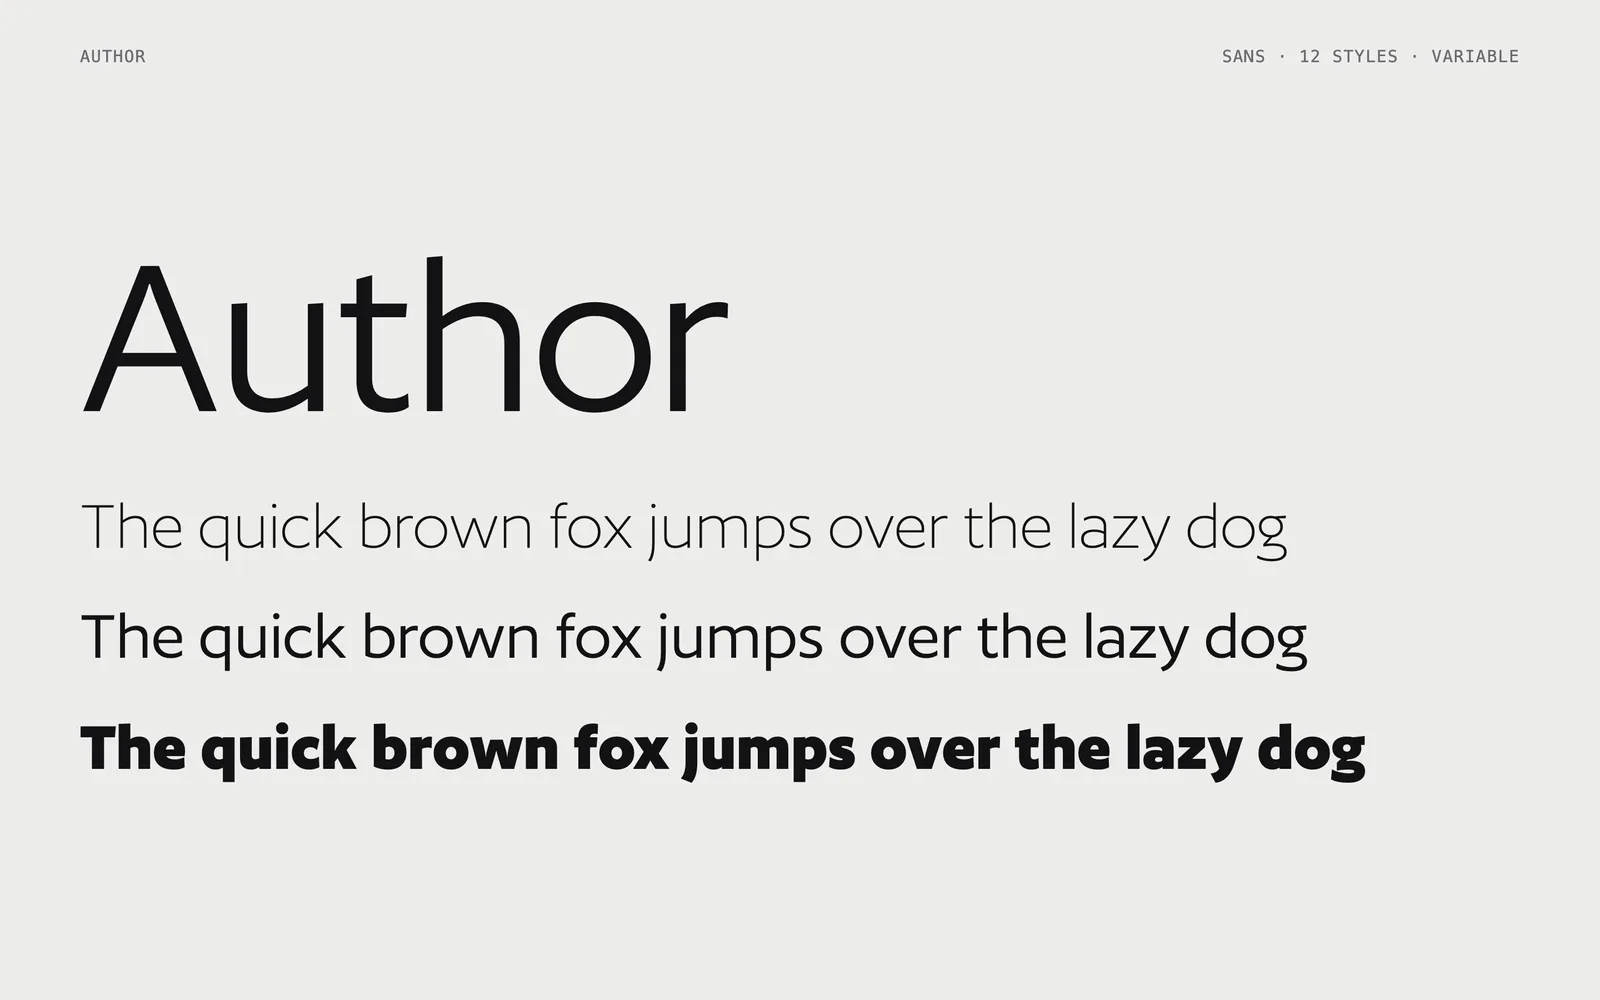 AUTHOR
SANS · 12 STYLES · VARIABLE
Author
The quick brown fox jumps over the lazy dog
The quick brown fox jumps over the lazy dog
The quick brown fox jumps over the lazy dog